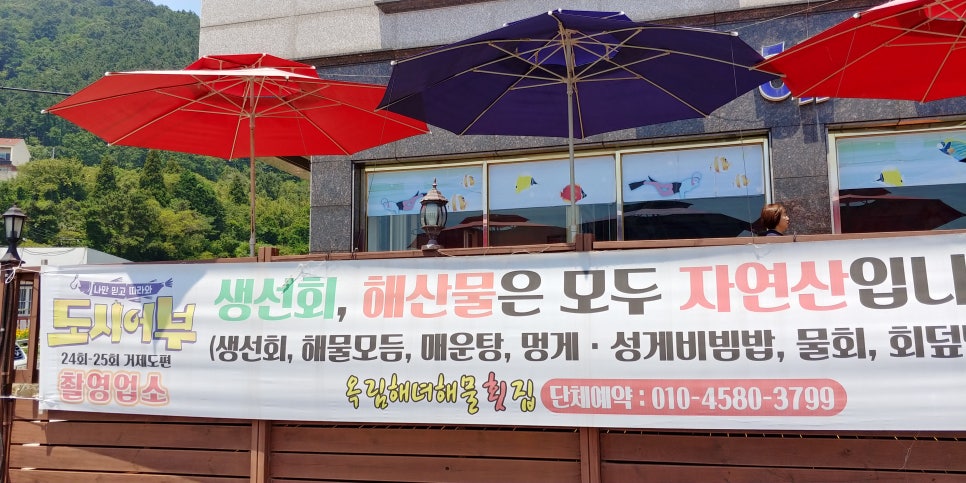 나만 믿고 따라와
도시어부
24회-25회 거제도편
촬영업소
생선회, 해산물은 모두 자연산입니
(생선회, 해물모듬, 매운탕, 멍게·성게비빔밥, 물회, 회덮
옥림해녀해물횟집
단체예약 : 010-4580-3799